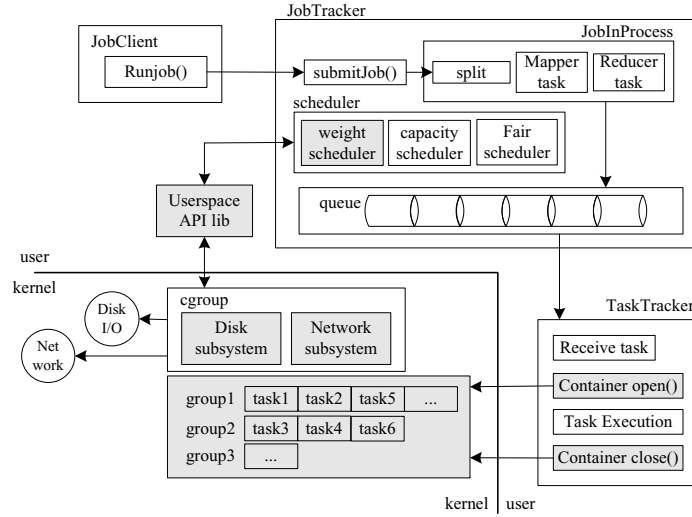 JobTracker
JobClient
JobInProcess
Runjob()
submitJob()
split
Mapper
task
Reducer
task
scheduler
weight
scheduler
capacity
scheduler
Fair
scheduler
Userspace
API lib
queue
user
kernel
cgroup
Disk
I/O
Disk
subsystem
Network
subsystem
Net
work
TaskTracker
Receive task
Container open()
Task Execution
Container close()
group1 task1 task2 task5 ...
group2 task3 task4 task6
group3 ...
kernel user